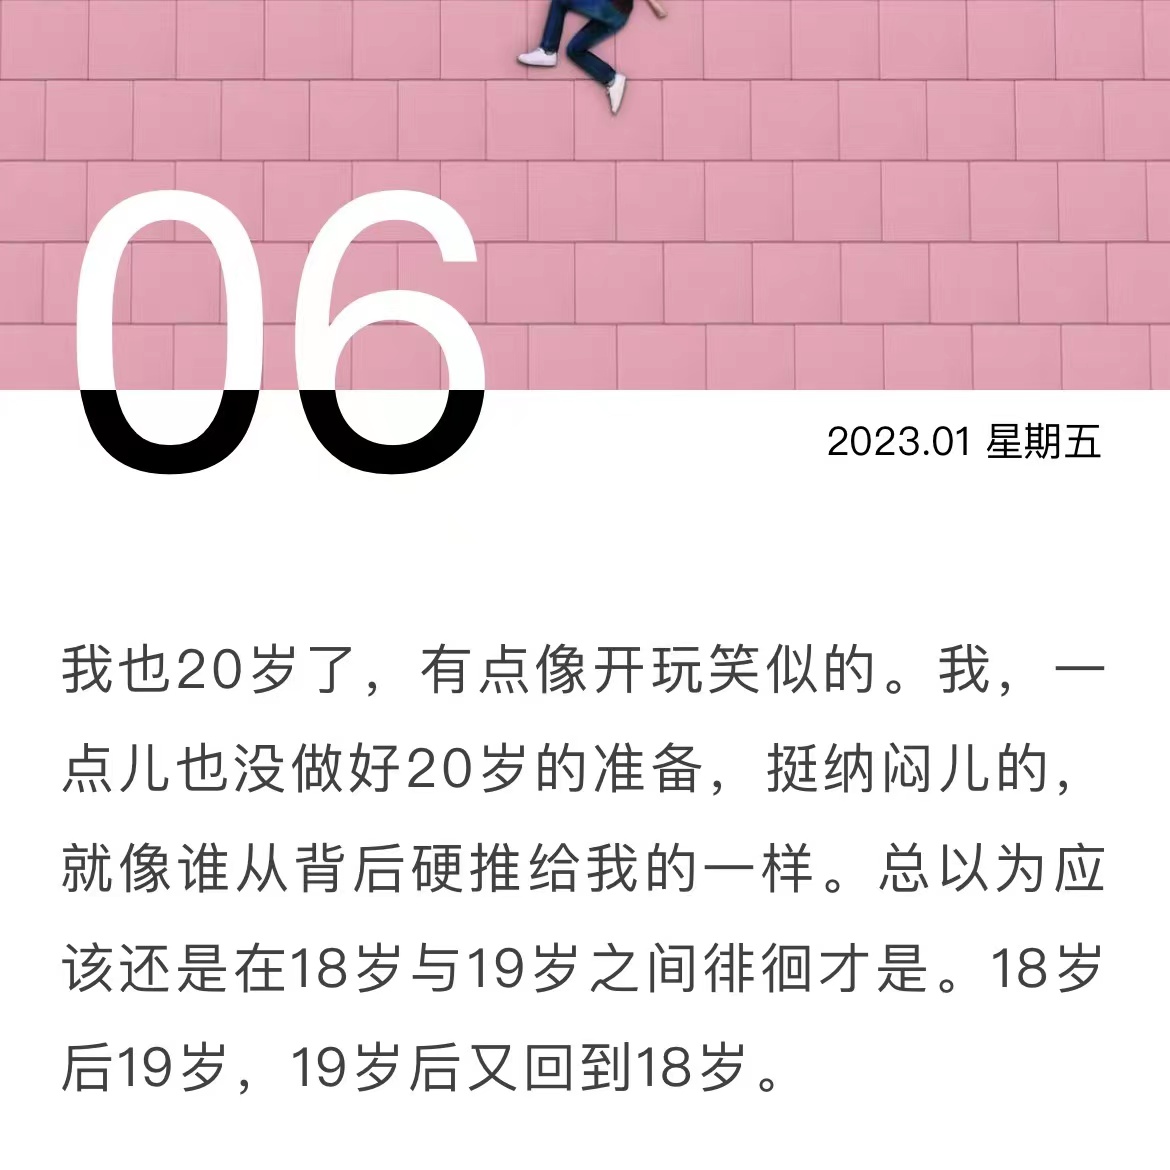 06
2023.01 星期五
我也20岁了，有点像开玩笑似的。我，一
点儿也没做好20岁的准备，挺纳闷儿的，
就像谁从背后硬推给我的一样。总以为应
该还是在18岁与19岁之间徘徊才是。18岁
后19岁，19岁后又回到18岁。